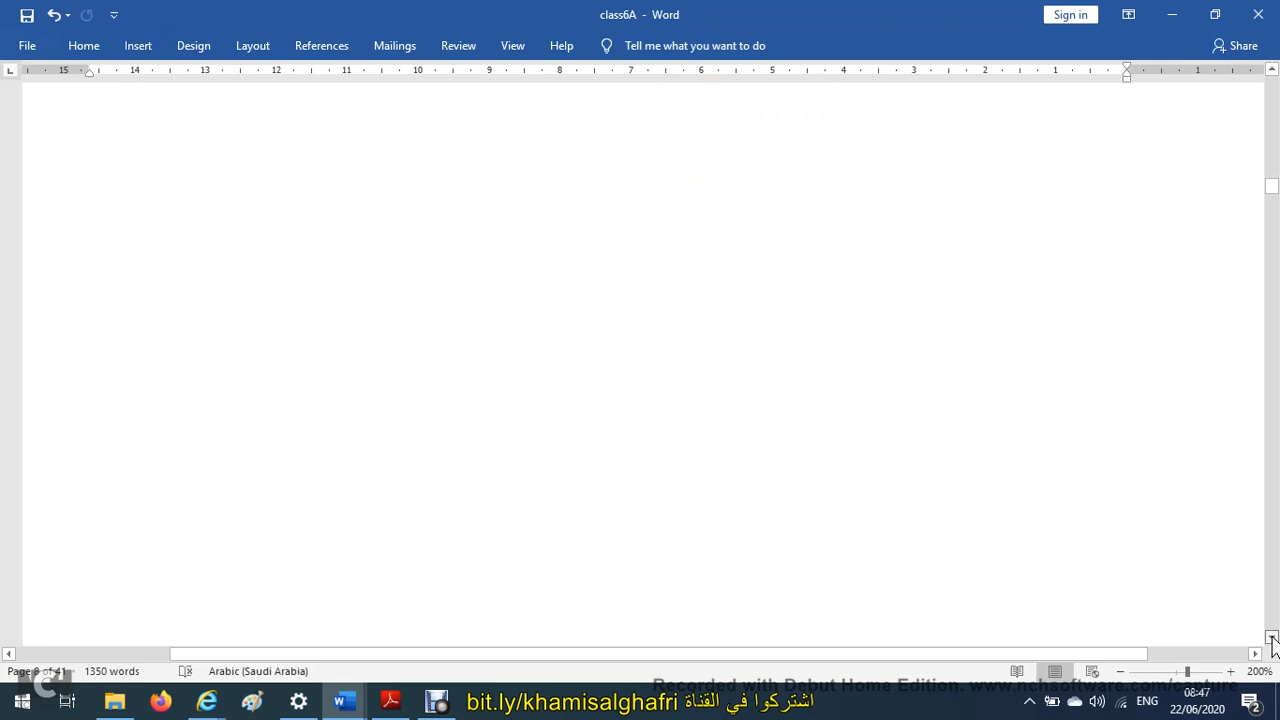 class6A - Word
Sign in
File Home Insert Design Layout References Mailings Review View Help Tell me what you want to do Share
15 14 13 12 11 10 9 8 7 6 5 4 3 2 1 1
Page 8 of 41 1350 words Arabic (Saudi Arabia) 200%
Recorded with Debut Home Edition. www.nchsoftware.com/capture
bit.ly/khamisalghafri اشتركوا في القناة
ENG 08:47
22/06/2020 2